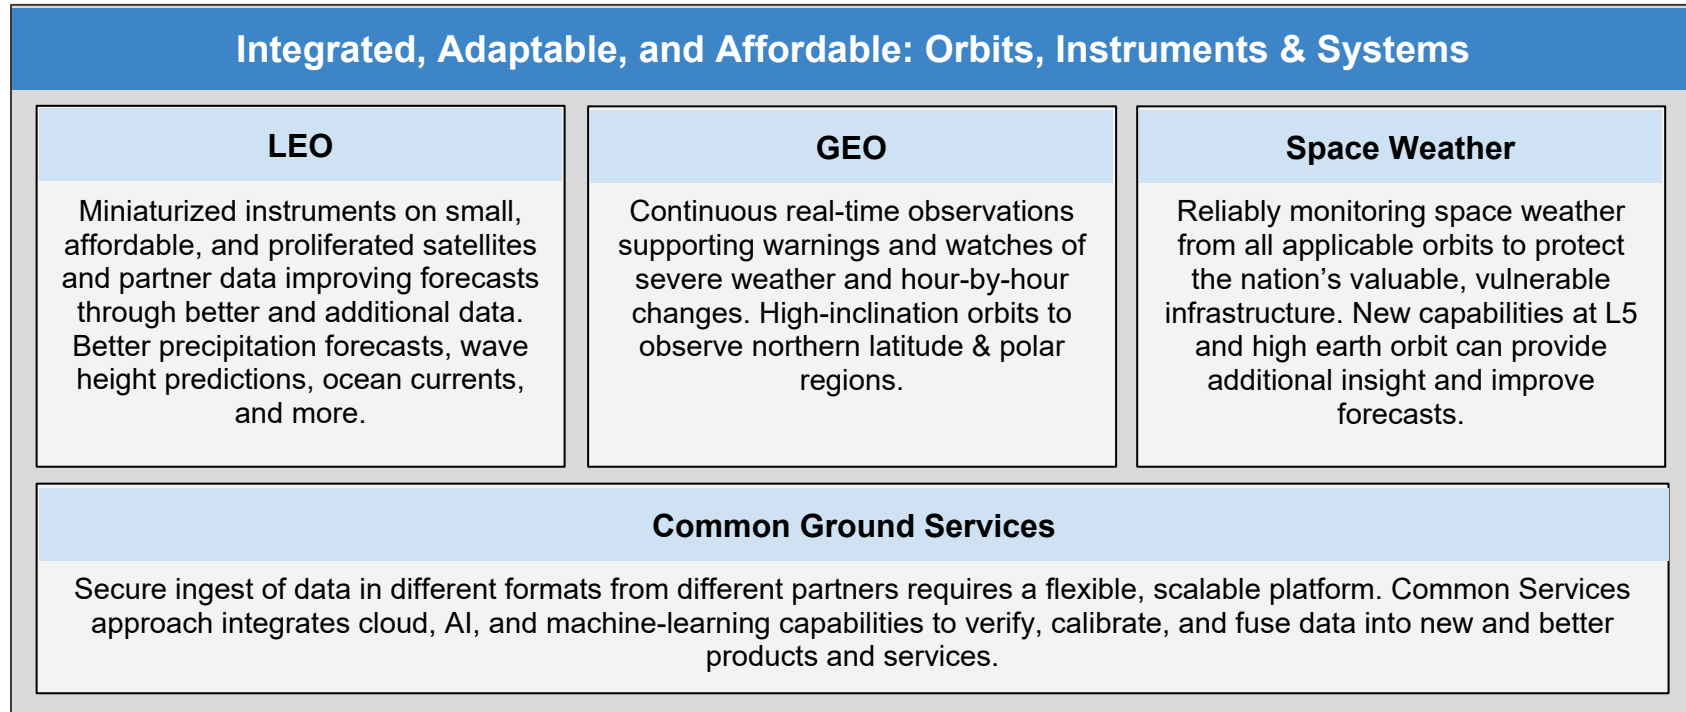 Integrated, Adaptable, and Affordable: Orbits, Instruments & Systems
LEO
Miniaturized instruments on small,
affordable, and proliferated satellites
and partner data improving forecasts
through better and additional data.
Better precipitation forecasts, wave
height predictions, ocean currents,
and more.
GEO
Continuous real-time observations
supporting warnings and watches of
severe weather and hour-by-hour
changes. High-inclination orbits to
observe northern latitude & polar
regions.
Space Weather
Reliably monitoring space weather
from all applicable orbits to protect
the nation’s valuable, vulnerable
infrastructure. New capabilities at L5
and high earth orbit can provide
additional insight and improve
forecasts.
Common Ground Services
Secure ingest of data in different formats from different partners requires a flexible, scalable platform. Common Services
approach integrates cloud, AI, and machine-learning capabilities to verify, calibrate, and fuse data into new and better
products and services.